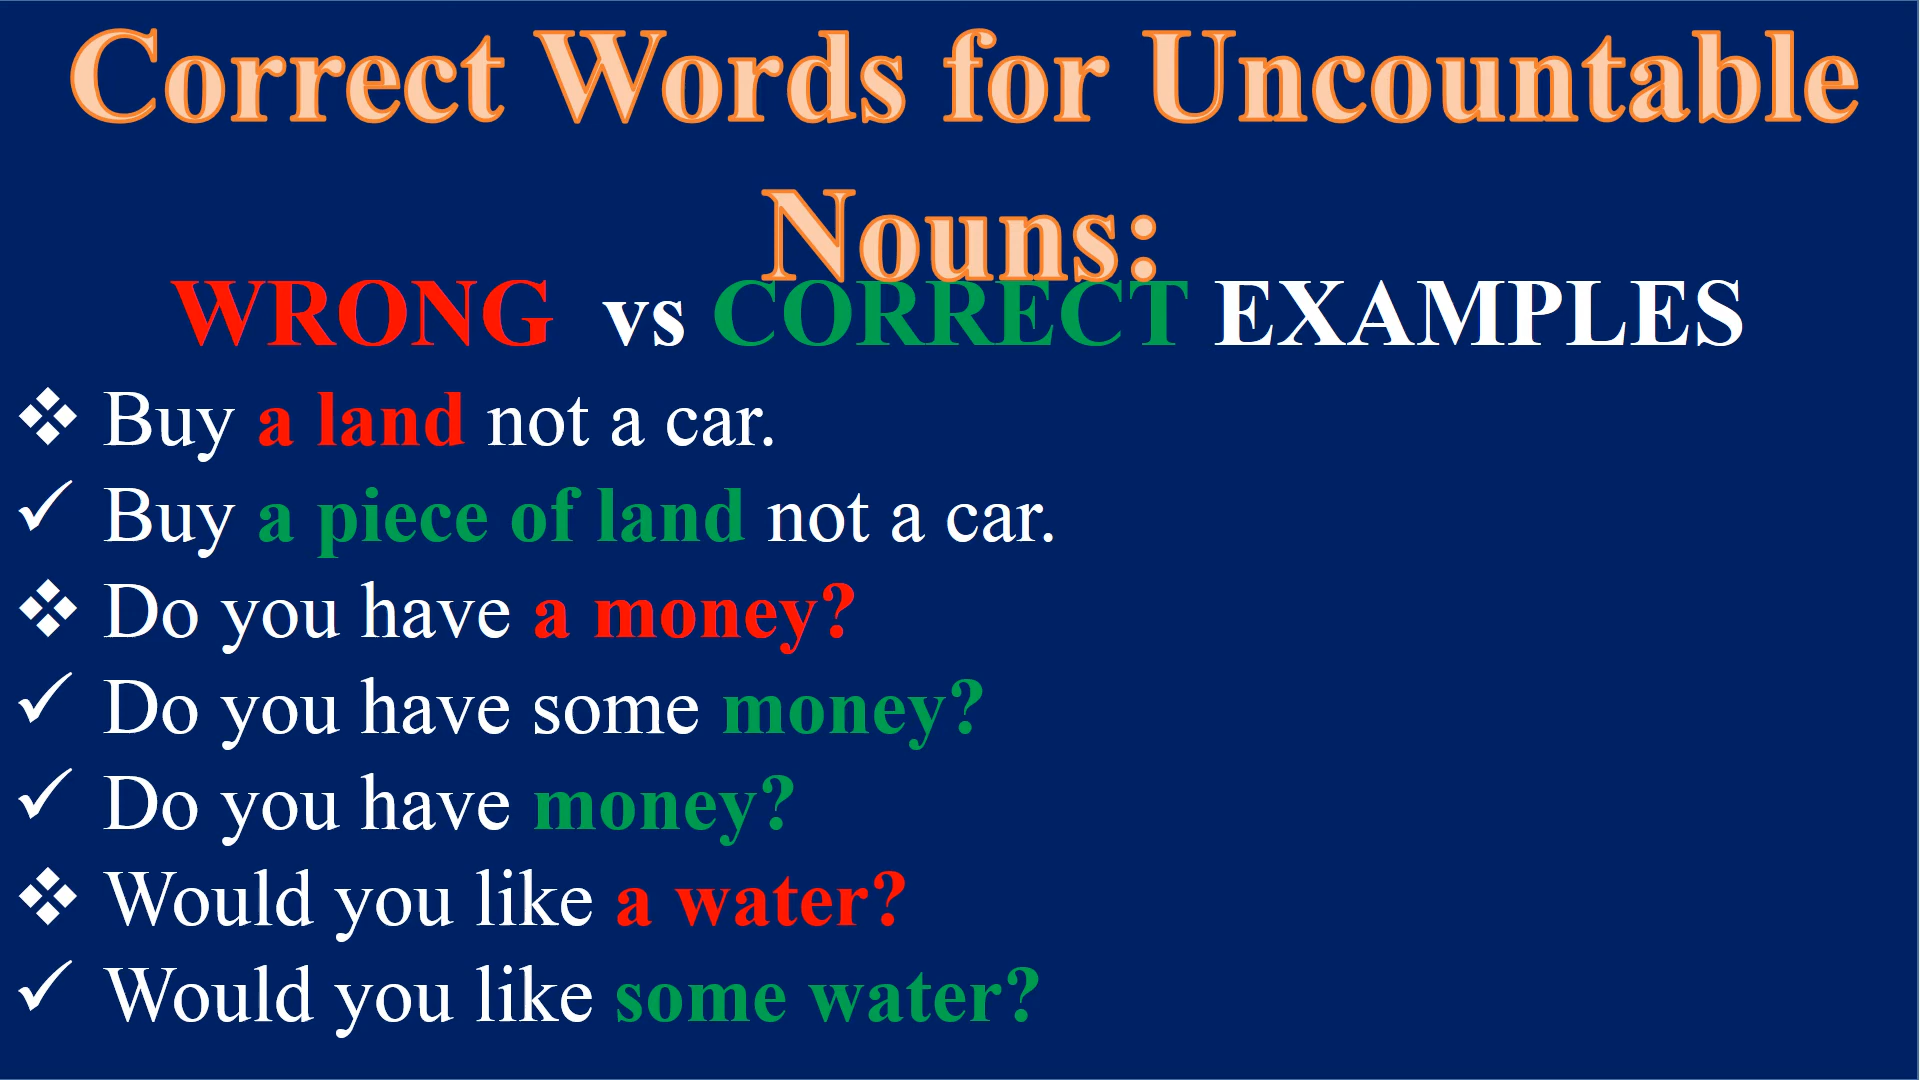 Correct Words for Uncountable
Nouns:
WRONG vs CORRECT EXAMPLES
❖ Buy a land not a car.
✓ Buy a piece of land not a car.
❖ Do you have a money?
✓ Do you have some money?
✓ Do you have money?
❖ Would you like a water?
✓ Would you like some water?